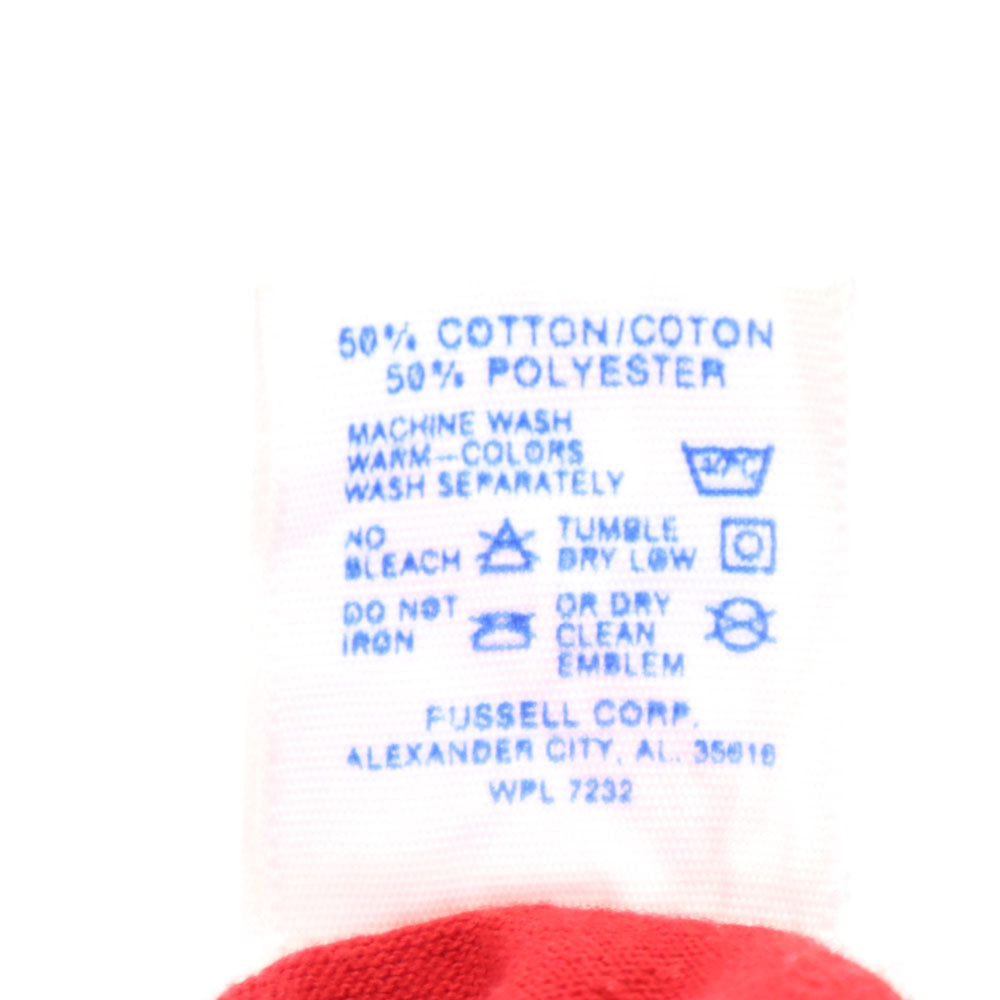 50% COTTON/COTON
50% POLYESTER
MACHINE WASH
WARM—COLORS
WASH SEPARATELY
NO
BLEACH
TUMBLE
DRY LOW
DO NOT
IRON
OR DRY
CLEAN
EMBLEM
RUSSELL CORP.
ALEXANDER CITY, AL.
WPL 7232